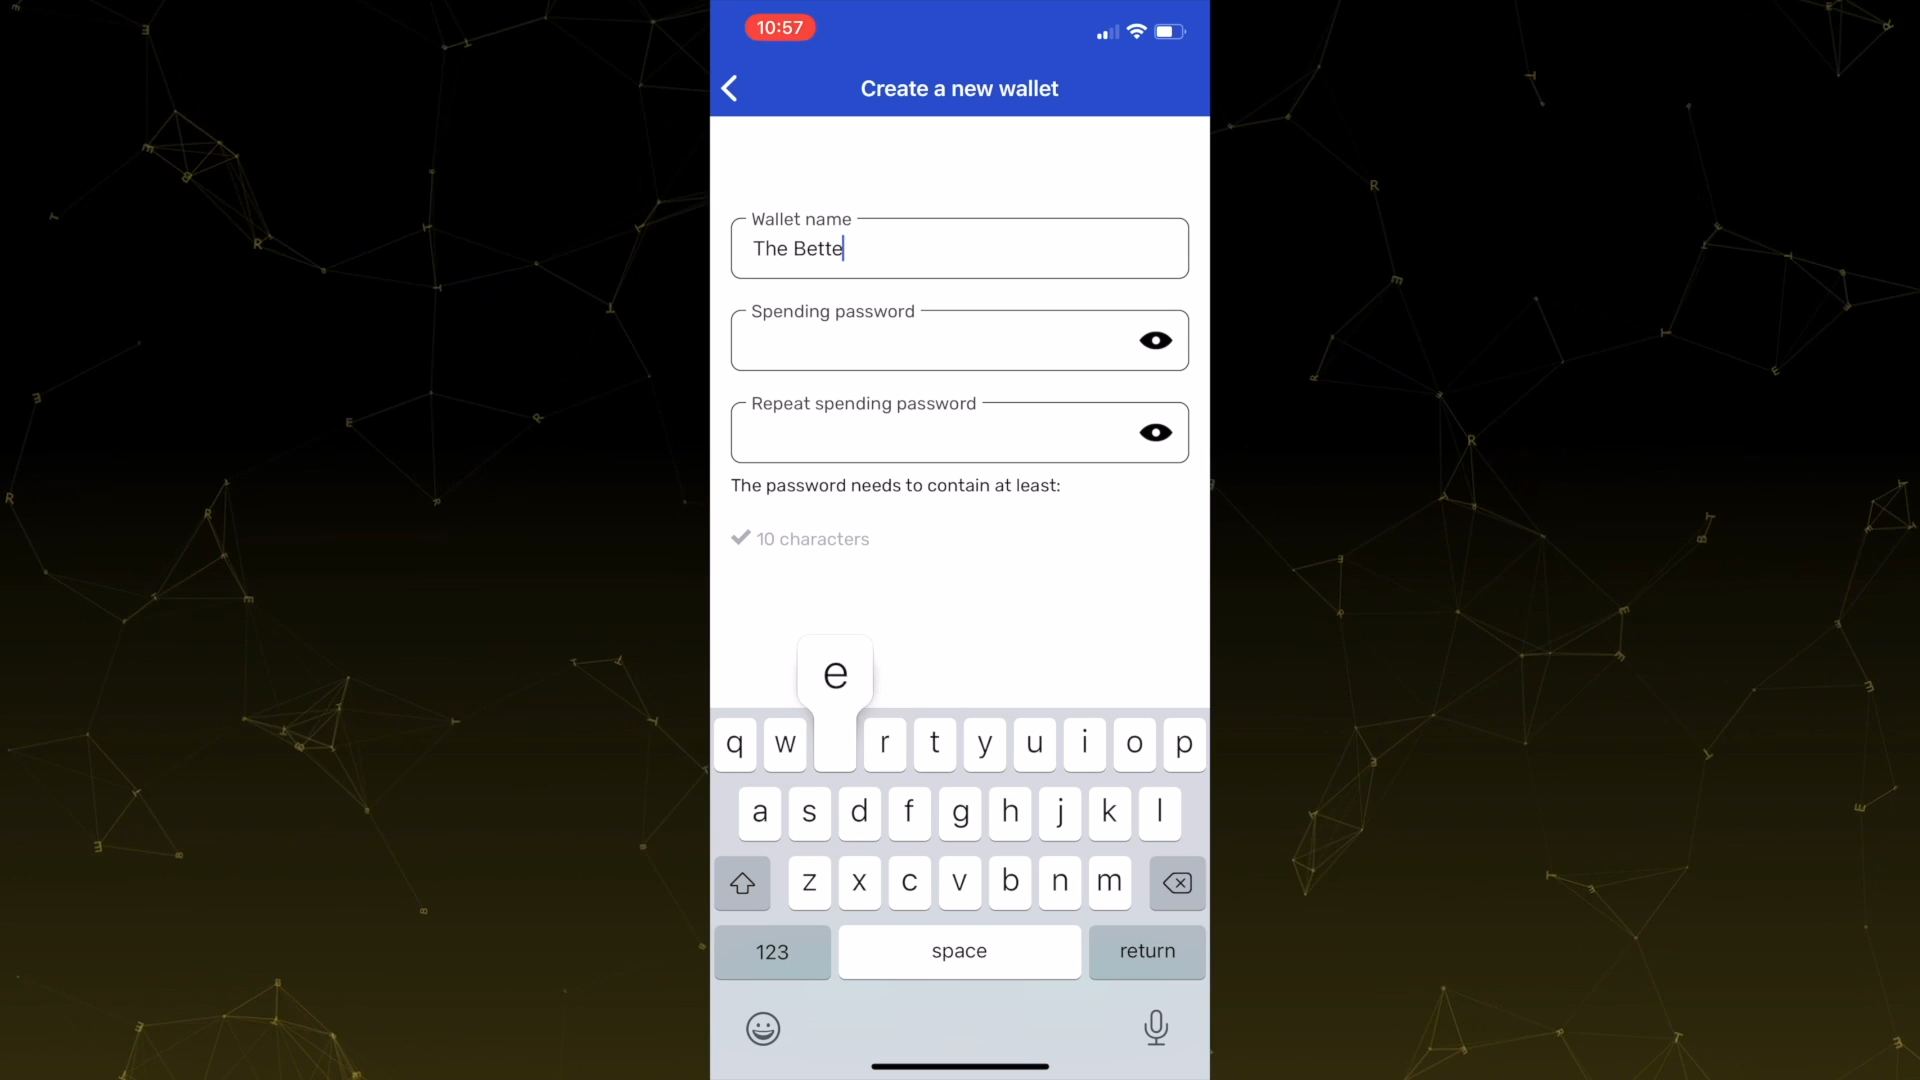 10:57
Create a new wallet
Wallet name
The Bette
Spending password
Repeat spending password
The password needs to contain at least:
10 characters
e
q w r t y u i o p
a s d f g h j k l
z x c v b n m
123 space return